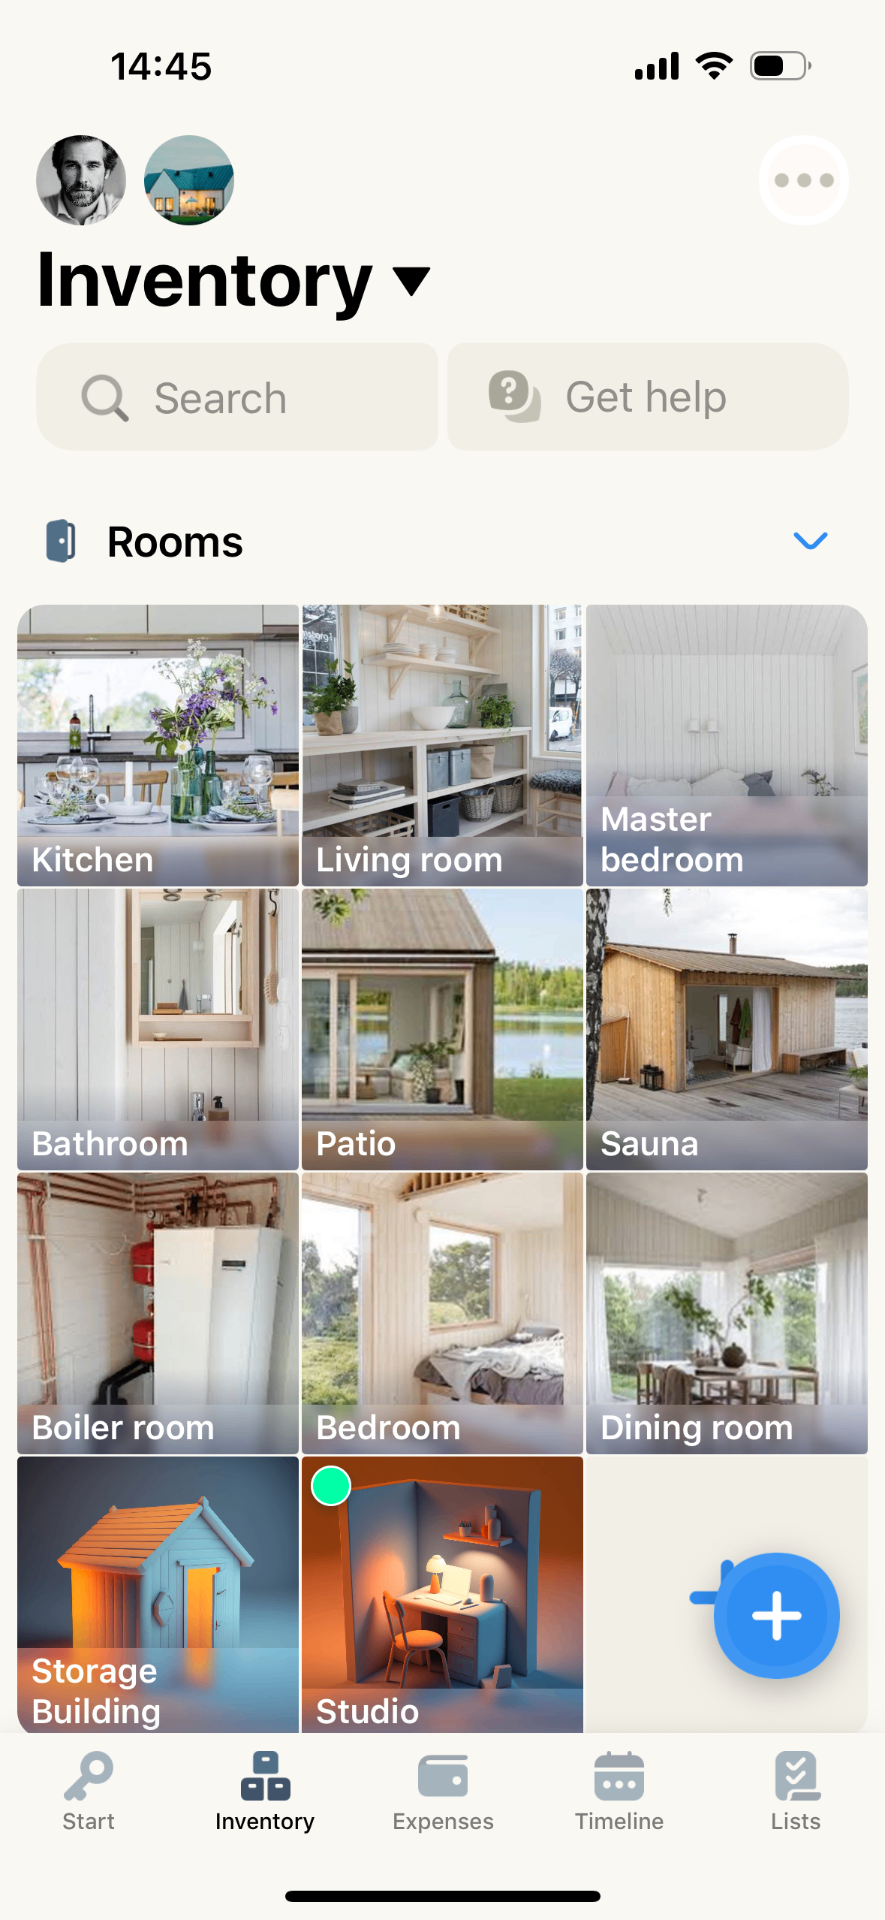 14:45
Inventory
Search
Get help
Rooms
Kitchen
Living room
Master
bedroom
Bathroom
Patio
Sauna
Boiler room
Bedroom
Dining room
Storage
Building
Studio
Start
Inventory
Expenses
Timeline
Lists